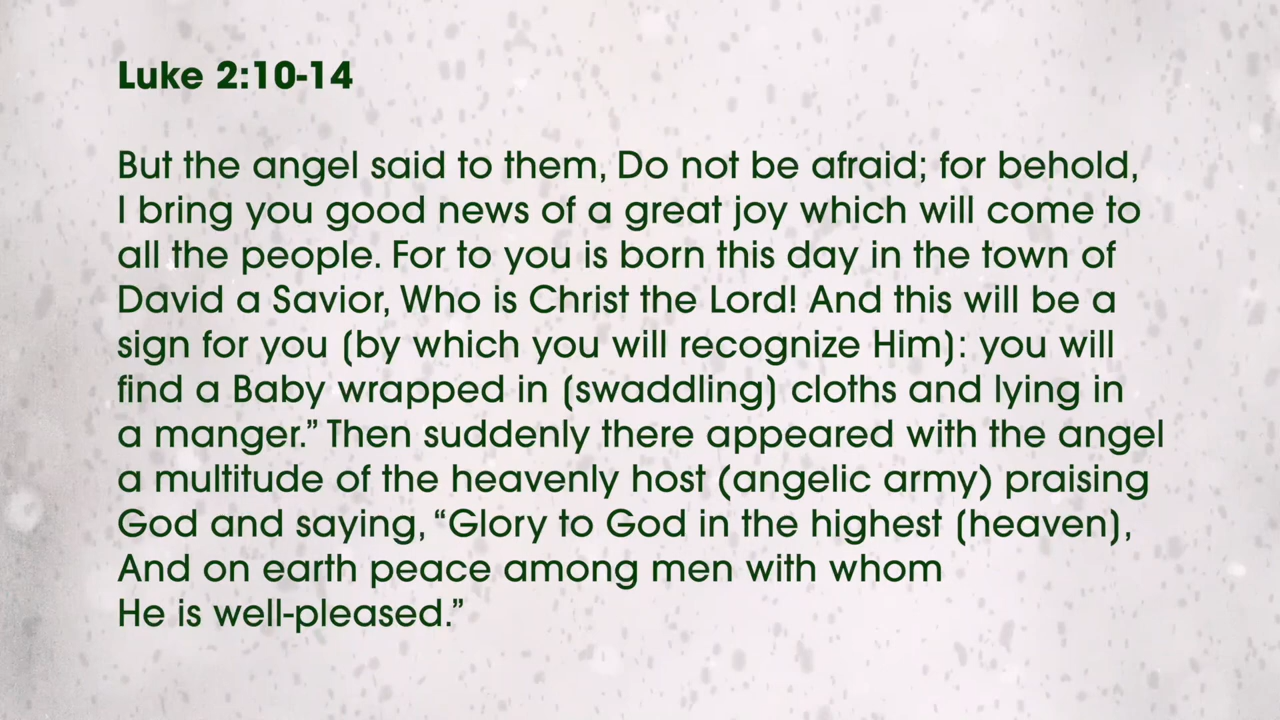 Luke 2:10-14
But the angel said to them, Do not be afraid; for behold,
I bring you good news of a great joy which will come to
all the people. For to you is born this day in the town of
David a Savior, Who is Christ the Lord! And this will be a
sign for you (by which you will recognize Him): you will
find a Baby wrapped in (swaddling) cloths and lying in
a manger.” Then suddenly there appeared with the angel
a multitude of the heavenly host (angelic army) praising
God and saying, “Glory to God in the highest (heaven),
And on earth peace among men with whom
He is well-pleased.”